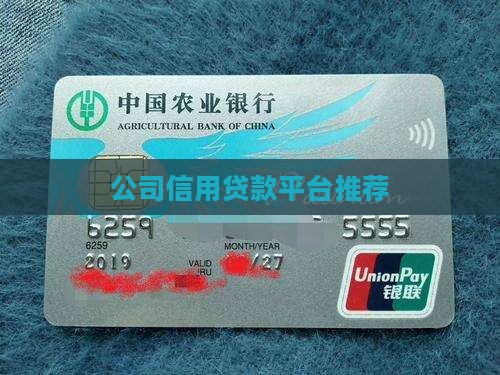 中国农业银行
AGRICULTURAL BANK OF CHINA
公司信用贷款平台推荐
6259 5555
6259
MONTH/YEAR
2019 VALID /27
THRU
UnionPay
银联